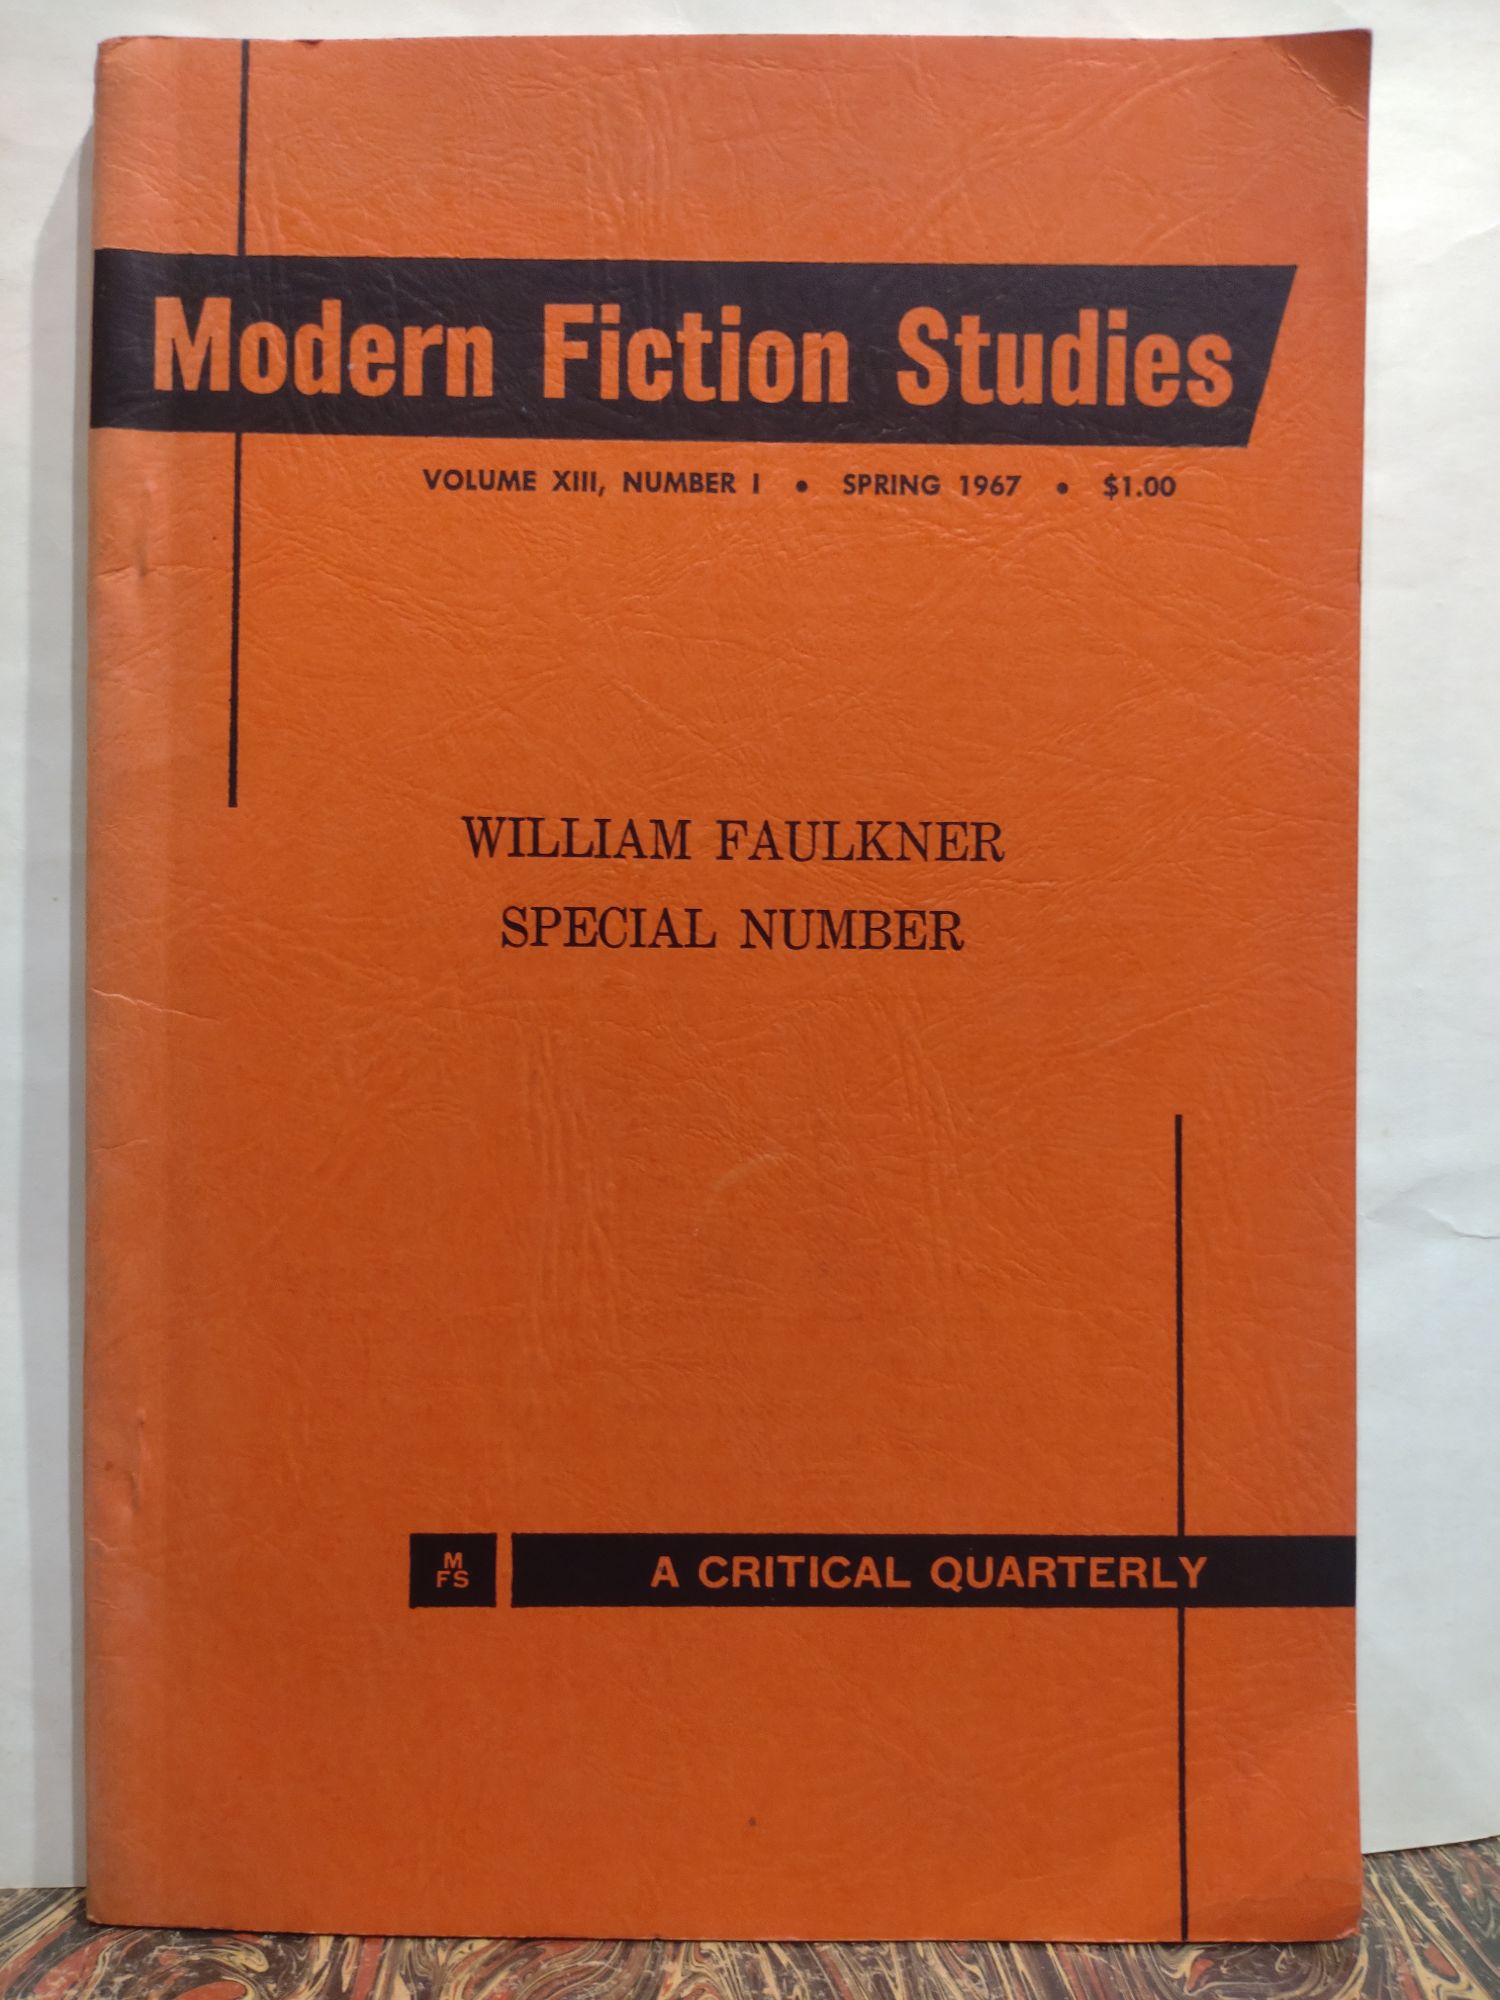 Modern Fiction Studies
VOLUME XIII, NUMBER I • SPRING 1967 • $1.00
WILLIAM FAULKNER
SPECIAL NUMBER
M
FS
A CRITICAL QUARTERLY